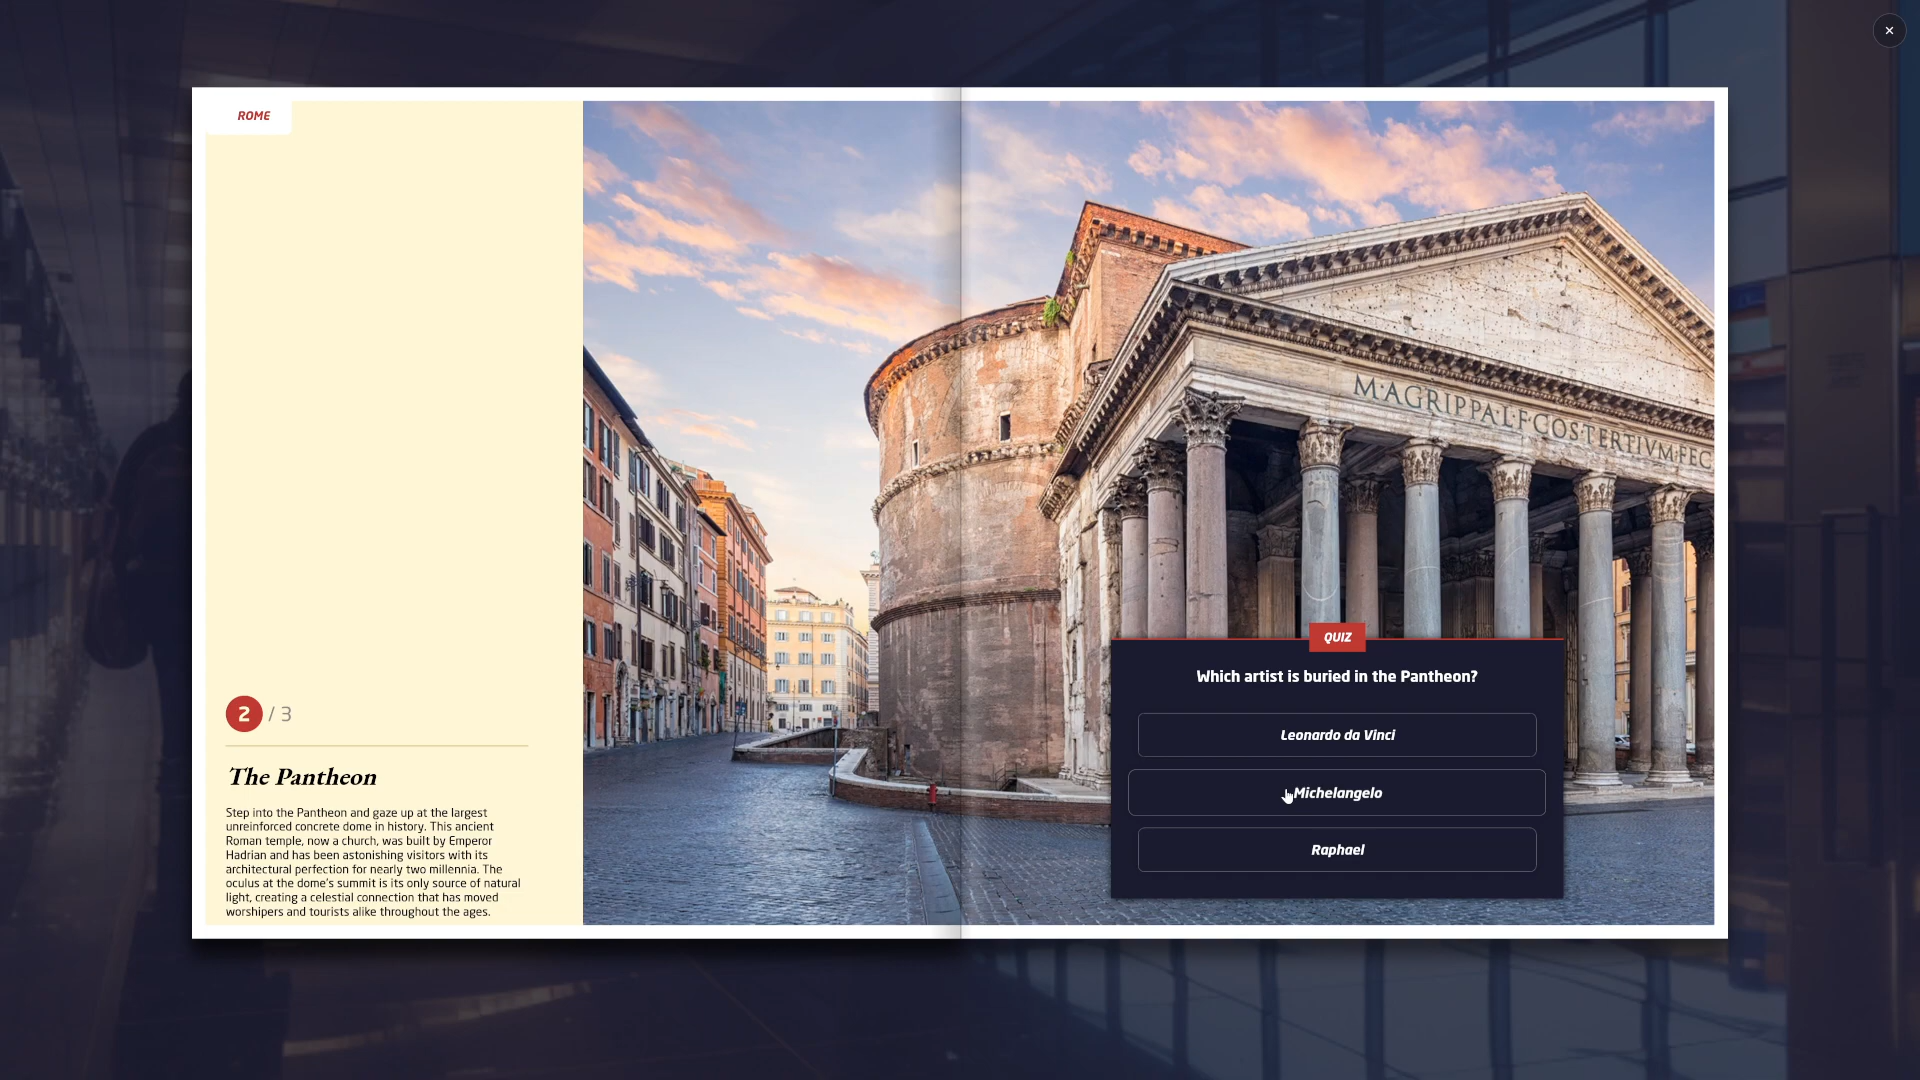 ROME
2 / 3
The Pantheon
Step into the Pantheon and gaze up at the largest
unreinforced concrete dome in history. This ancient
Roman temple, now a church, was built by Emperor
Hadrian and has been astonishing visitors with its
architectural perfection for nearly two millennia. The
oculus at the dome's summit is its only source of natural
light, creating a celestial connection that has moved
worshipers and tourists alike throughout the ages.
M·AGRIPPA·L·F·COS·TERTIVM·FEC
QUIZ
Which artist is buried in the Pantheon?
Leonardo da Vinci
Michelangelo
Raphael